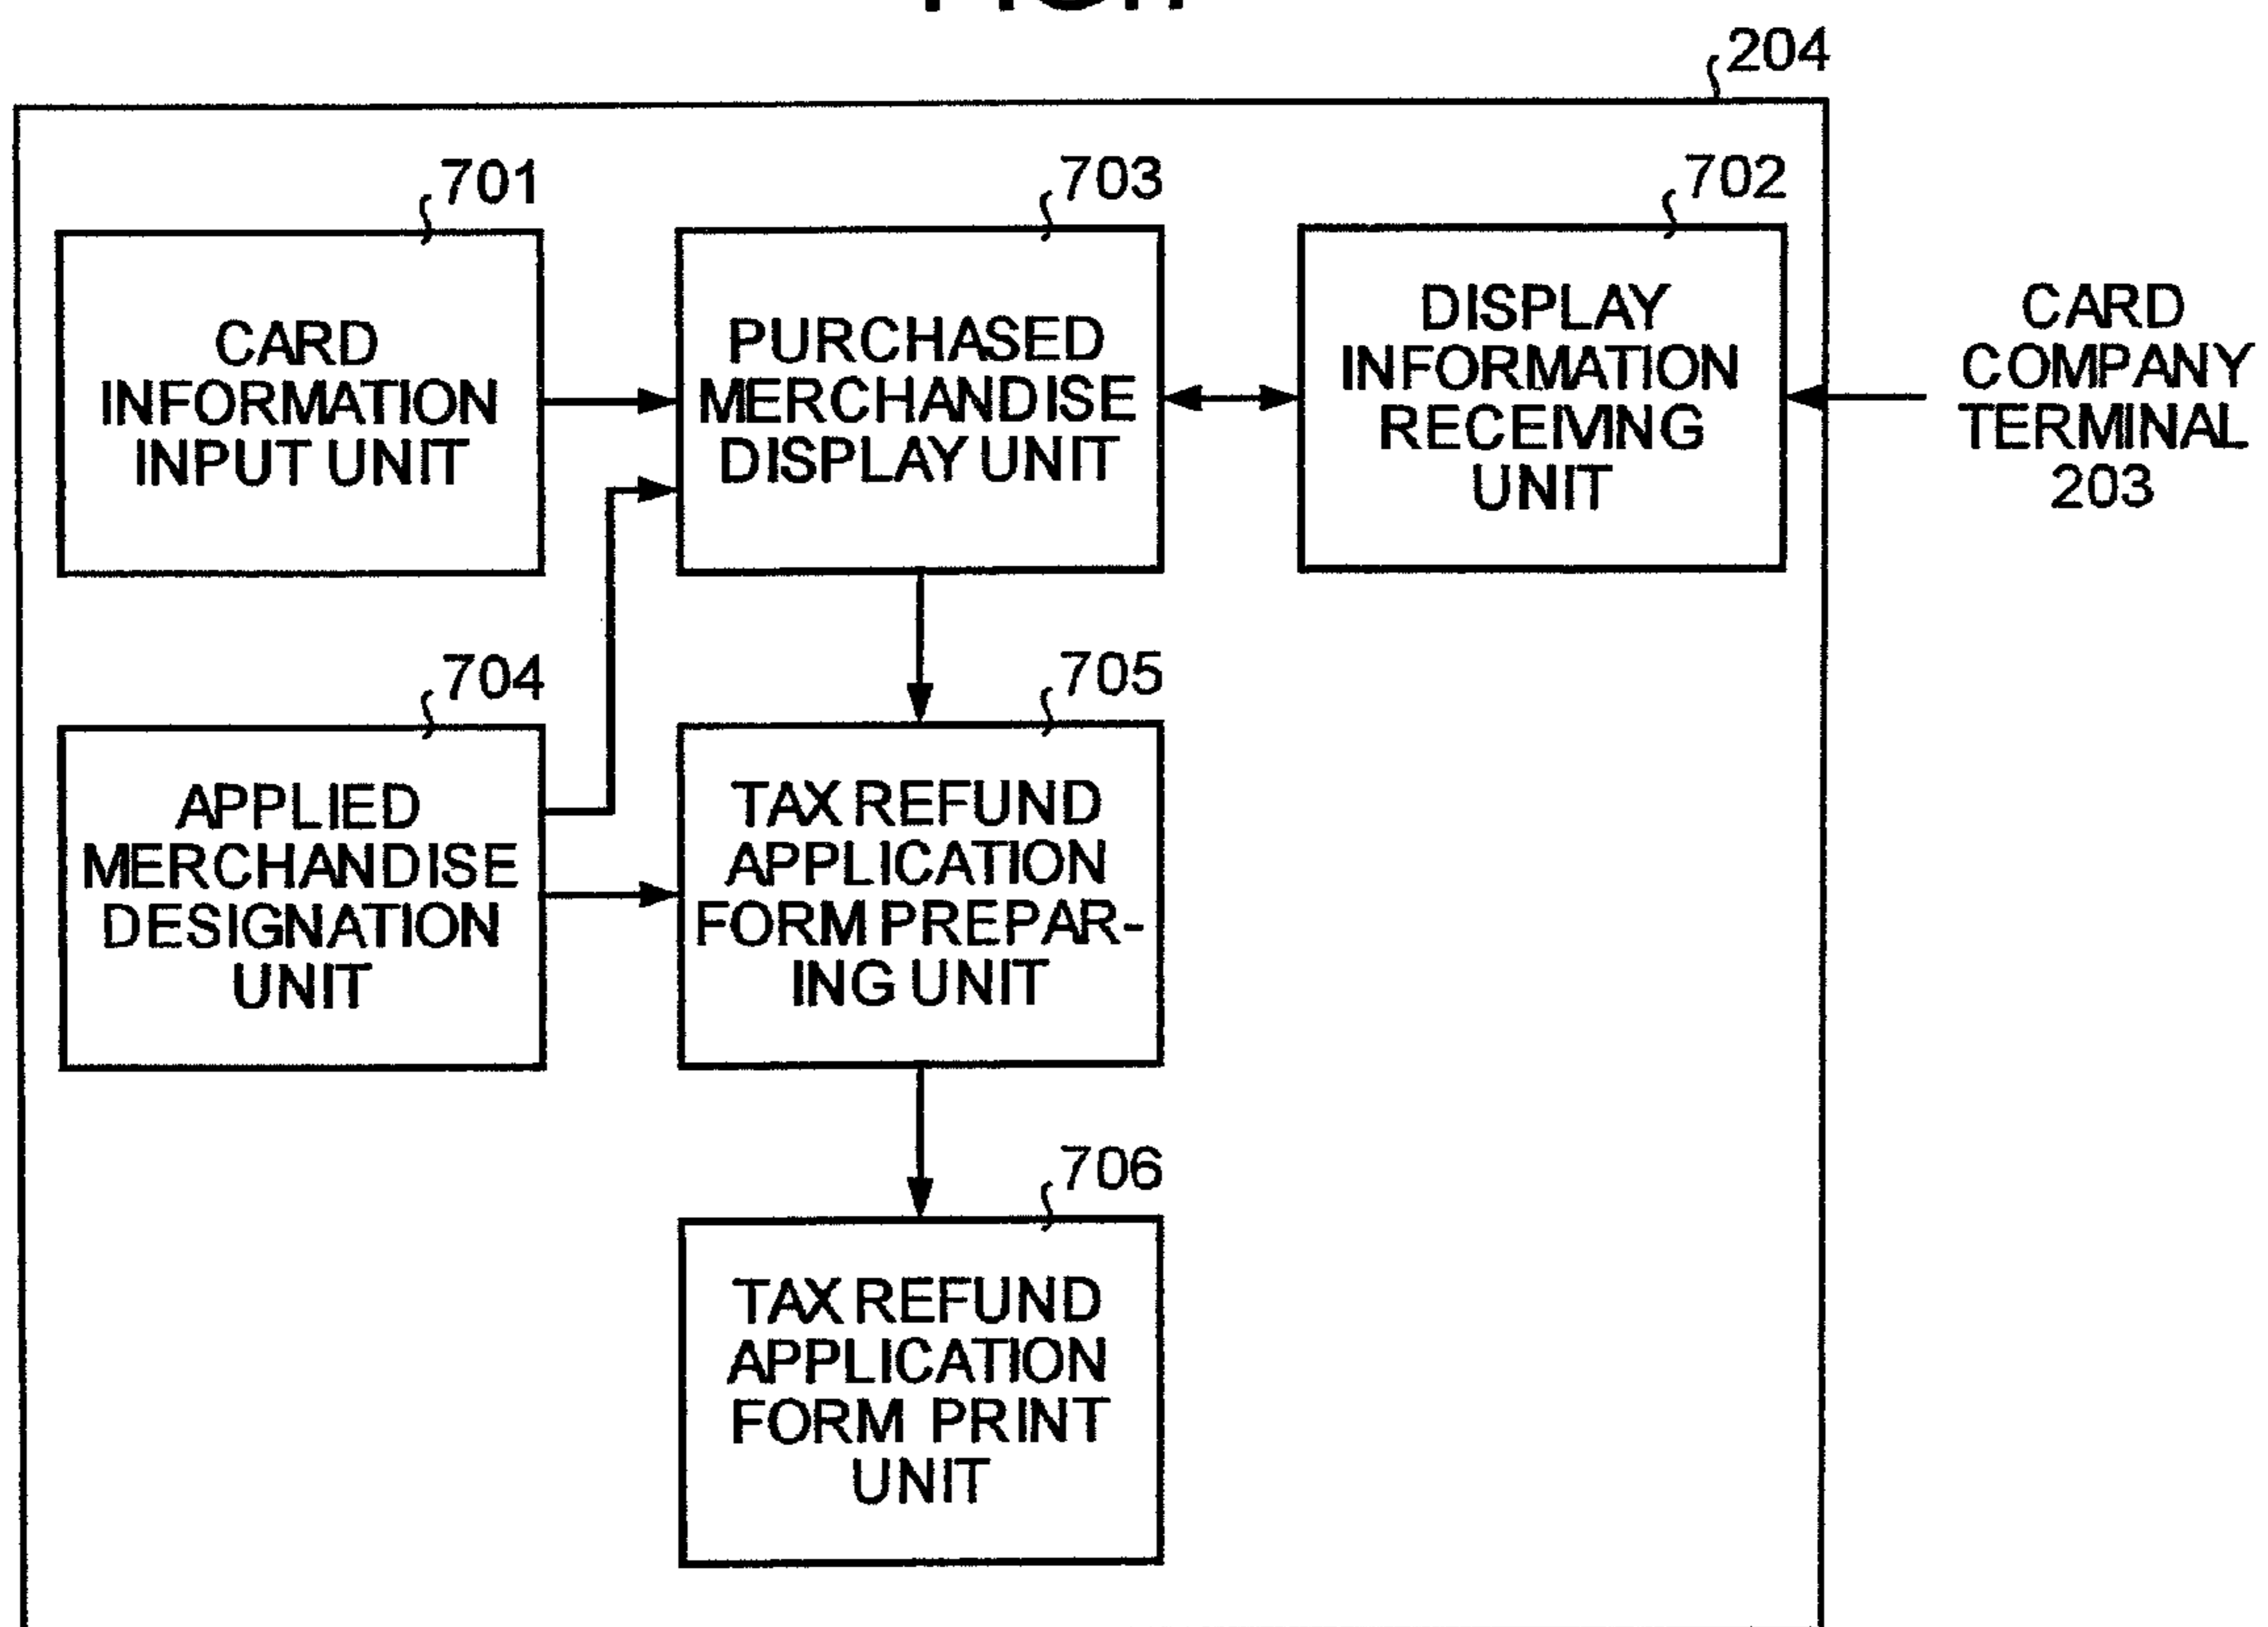 204
701
703
702
CARD
INFORMATION
INPUT UNIT
PURCHASED
MERCHANDISE
DISPLAY UNIT
DISPLAY
INFORMATION
RECEIVING
UNIT
CARD
COMPANY
TERMINAL
203
704
705
APPLIED
MERCHANDISE
DESIGNATION
UNIT
TAX REFUND
APPLICATION
FORM PREPAR-
ING UNIT
706
TAX REFUND
APPLICATION
FORM PRINT
UNIT